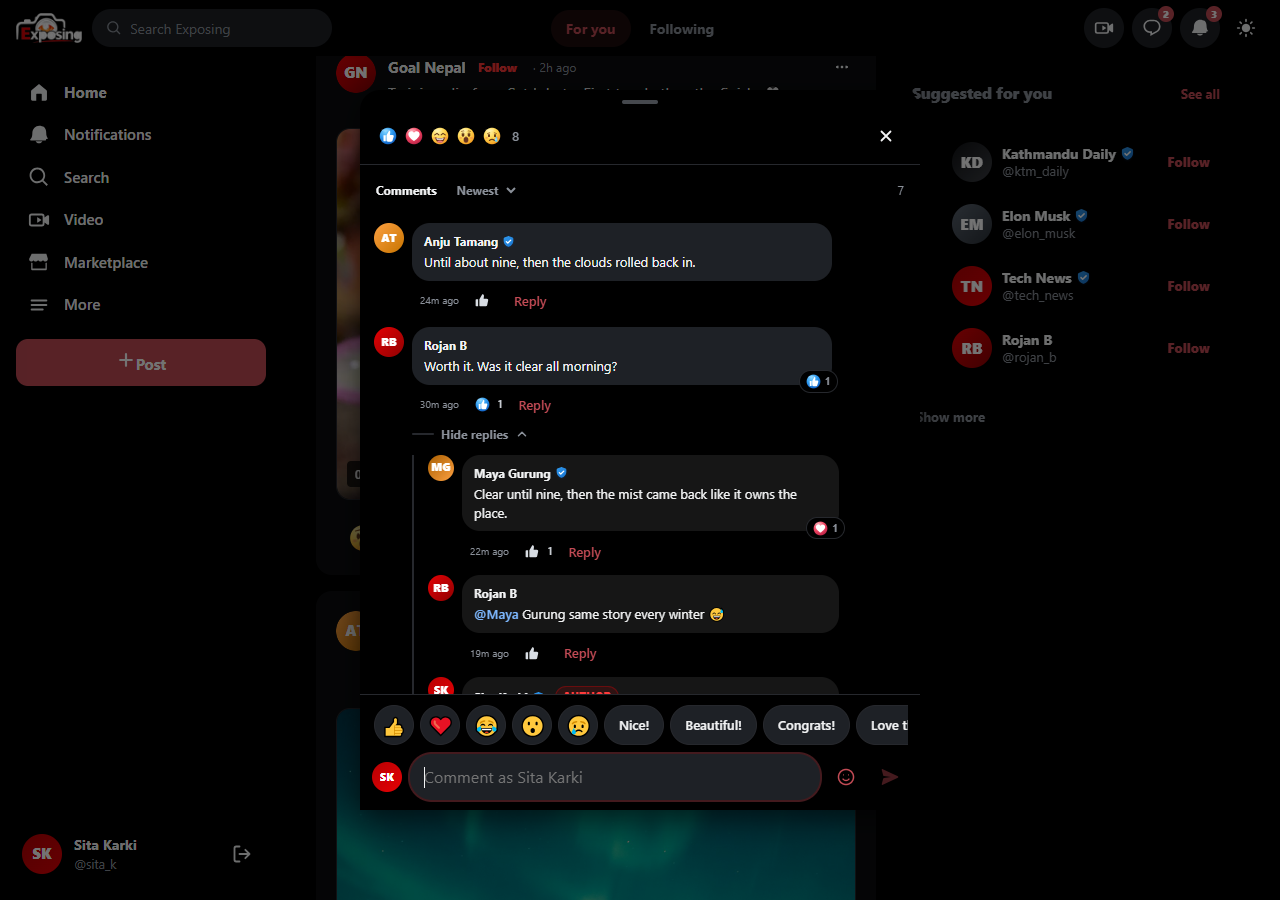 Exposing
Search Exposing
For you
Following
2
3
Home
Notifications
Search
Video
Marketplace
More
Post
SK
Sita Karki
@sita_k
GN
Goal Nepal
Follow
· 2h ago
8
Comments
Newest
7
AT
Anju Tamang
Until about nine, then the clouds rolled back in.
24m ago
Reply
RB
Rojan B
Worth it. Was it clear all morning?
1
30m ago
1
Reply
Hide replies
MG
Maya Gurung
Clear until nine, then the mist came back like it owns the
place.
1
22m ago
1
Reply
RB
Rojan B
@Maya Gurung same story every winter 😅
19m ago
Reply
SK
Nice!
Beautiful!
Congrats!
Love t
SK
Comment as Sita Karki
Suggested for you
See all
KD
Kathmandu Daily
@ktm_daily
Follow
EM
Elon Musk
@elon_musk
Follow
TN
Tech News
@tech_news
Follow
RB
Rojan B
@rojan_b
Follow
Show more